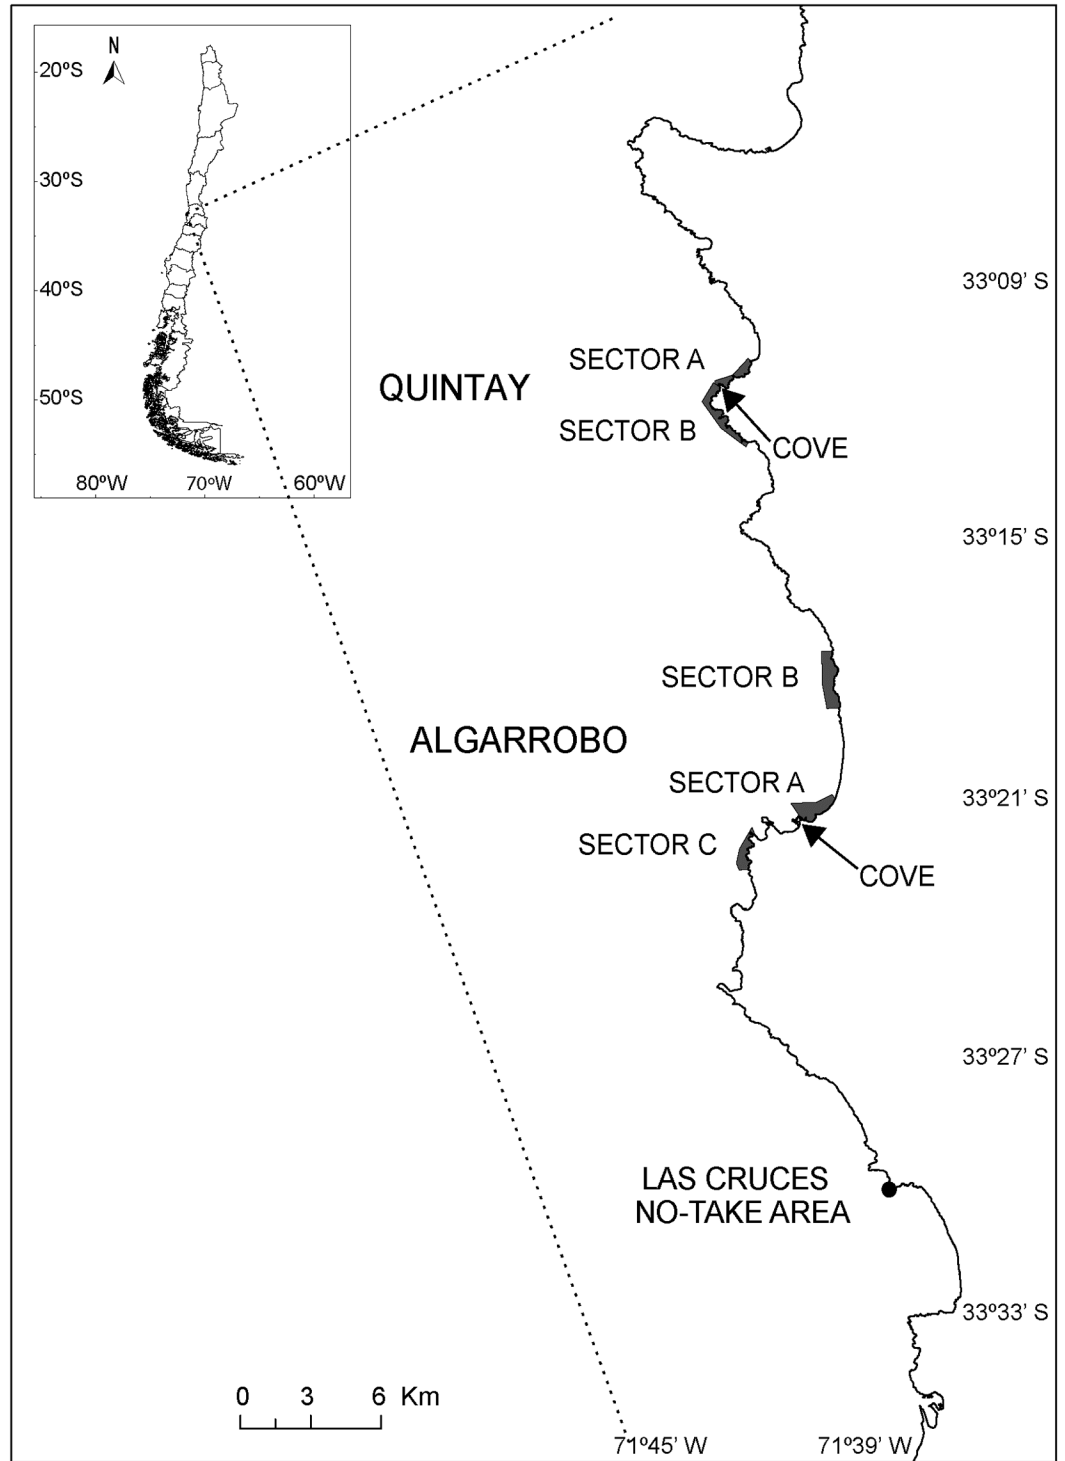 N
20ºS
30ºS
40ºS
50ºS
80ºW
70ºW
60ºW
33º09' S
SECTOR A
QUINTAY
SECTOR B
COVE
33º15' S
SECTOR B
ALGARROBO
SECTOR A
33º21' S
SECTOR C
COVE
33º27' S
LAS CRUCES
NO-TAKE AREA
33º33' S
0 3 6 Km
71º45' W
71º39' W